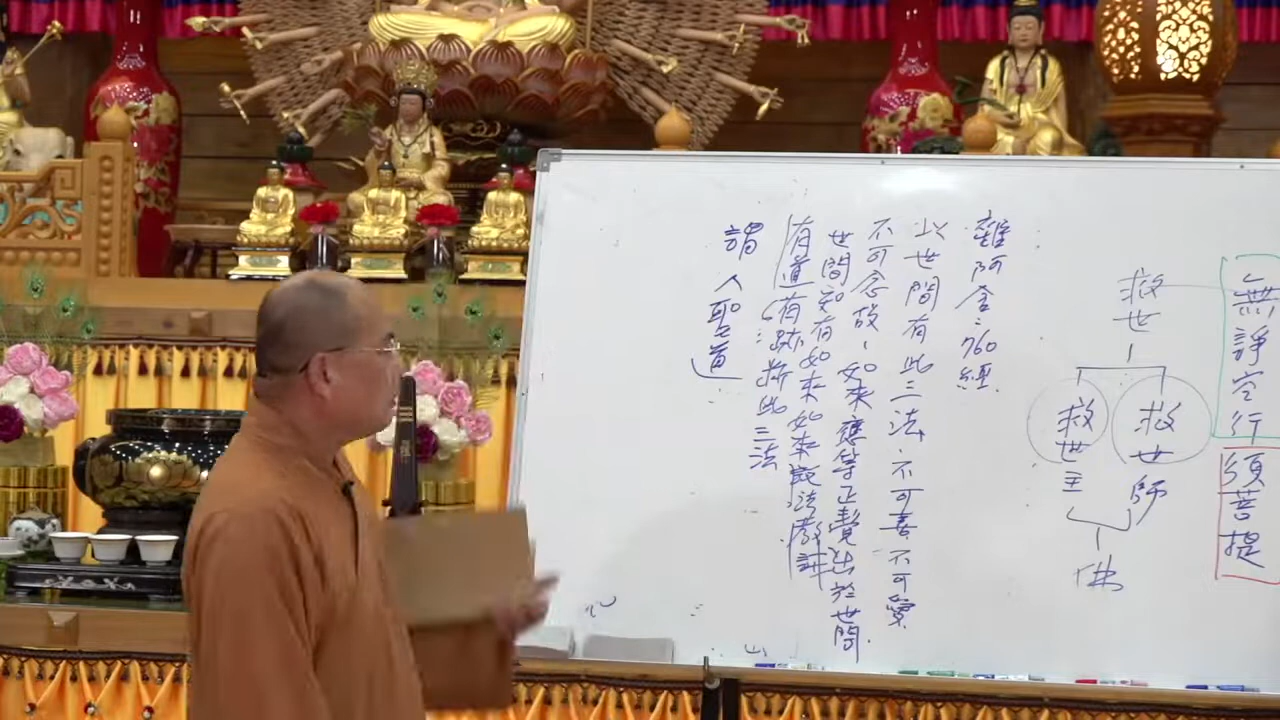 無諍空行
須菩提
救世
救世師
救世主
佛
雜阿含:760經.
以世間有此三法、不可喜不可愛
不可念故、如來應等正覺出於世間.
世間知有如來如來說法教誡
有道有跡斷此三法
謂八聖道